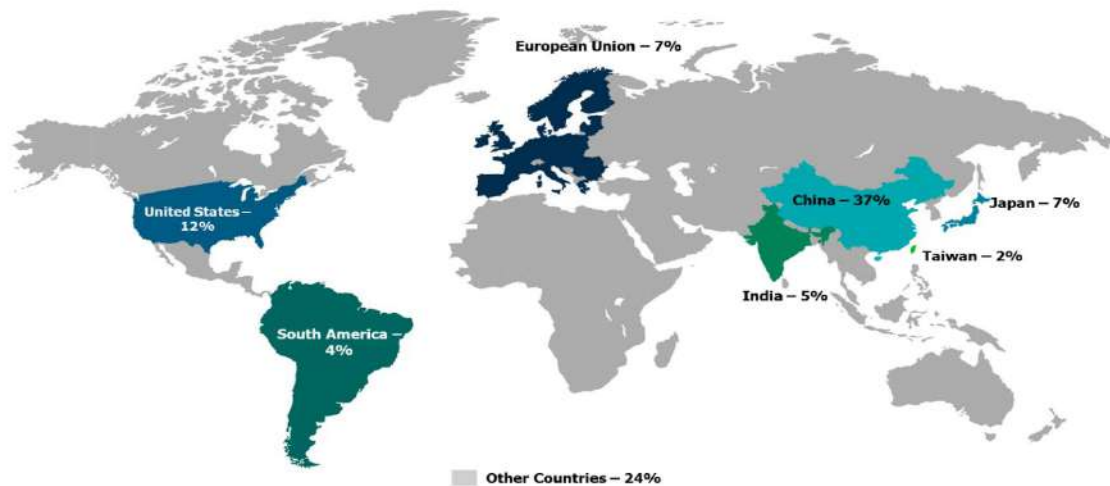 European Union – 7%
United States –
12%
China – 37%
Japan – 7%
Taiwan – 2%
India – 5%
South America –
4%
Other Countries – 24%